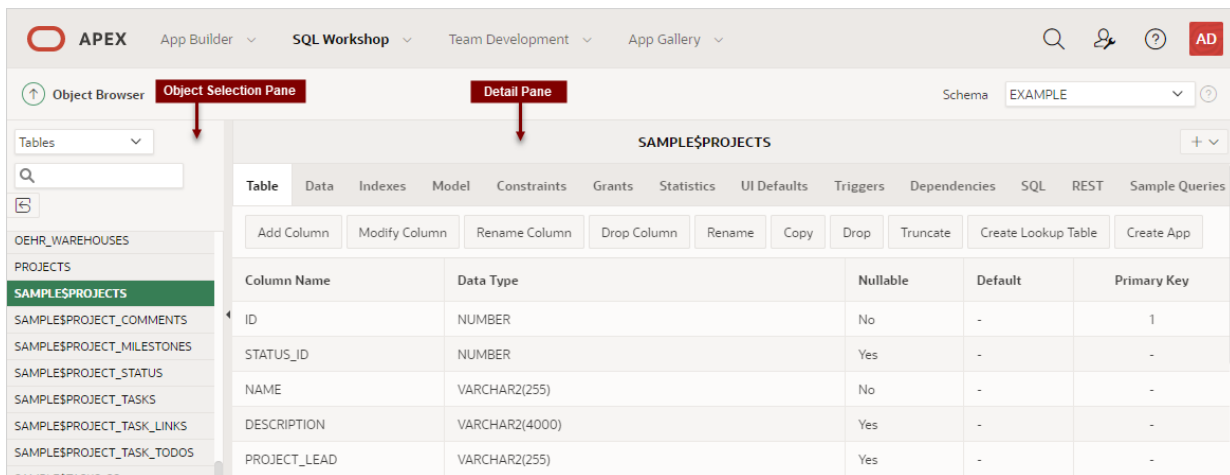 APEX App Builder SQL Workshop Team Development App Gallery AD
Object Browser Object Selection Pane Detail Pane Schema EXAMPLE
Tables
SAMPLE$PROJECTS
Table Data Indexes Model Constraints Grants Statistics UI Defaults Triggers Dependencies SQL REST Sample Queries
Add Column Modify Column Rename Column Drop Column Rename Copy Drop Truncate Create Lookup Table Create App
OEHR_WAREHOUSES
PROJECTS
SAMPLE$PROJECTS
SAMPLE$PROJECT_COMMENTS
SAMPLE$PROJECT_MILESTONES
SAMPLE$PROJECT_STATUS
SAMPLE$PROJECT_TASKS
SAMPLE$PROJECT_TASK_LINKS
SAMPLE$PROJECT_TASK_TODOS
Column Name Data Type Nullable Default Primary Key
ID NUMBER No - 1
STATUS_ID NUMBER Yes - -
NAME VARCHAR2(255) No - -
DESCRIPTION VARCHAR2(4000) Yes - -
PROJECT_LEAD VARCHAR2(255) Yes - -